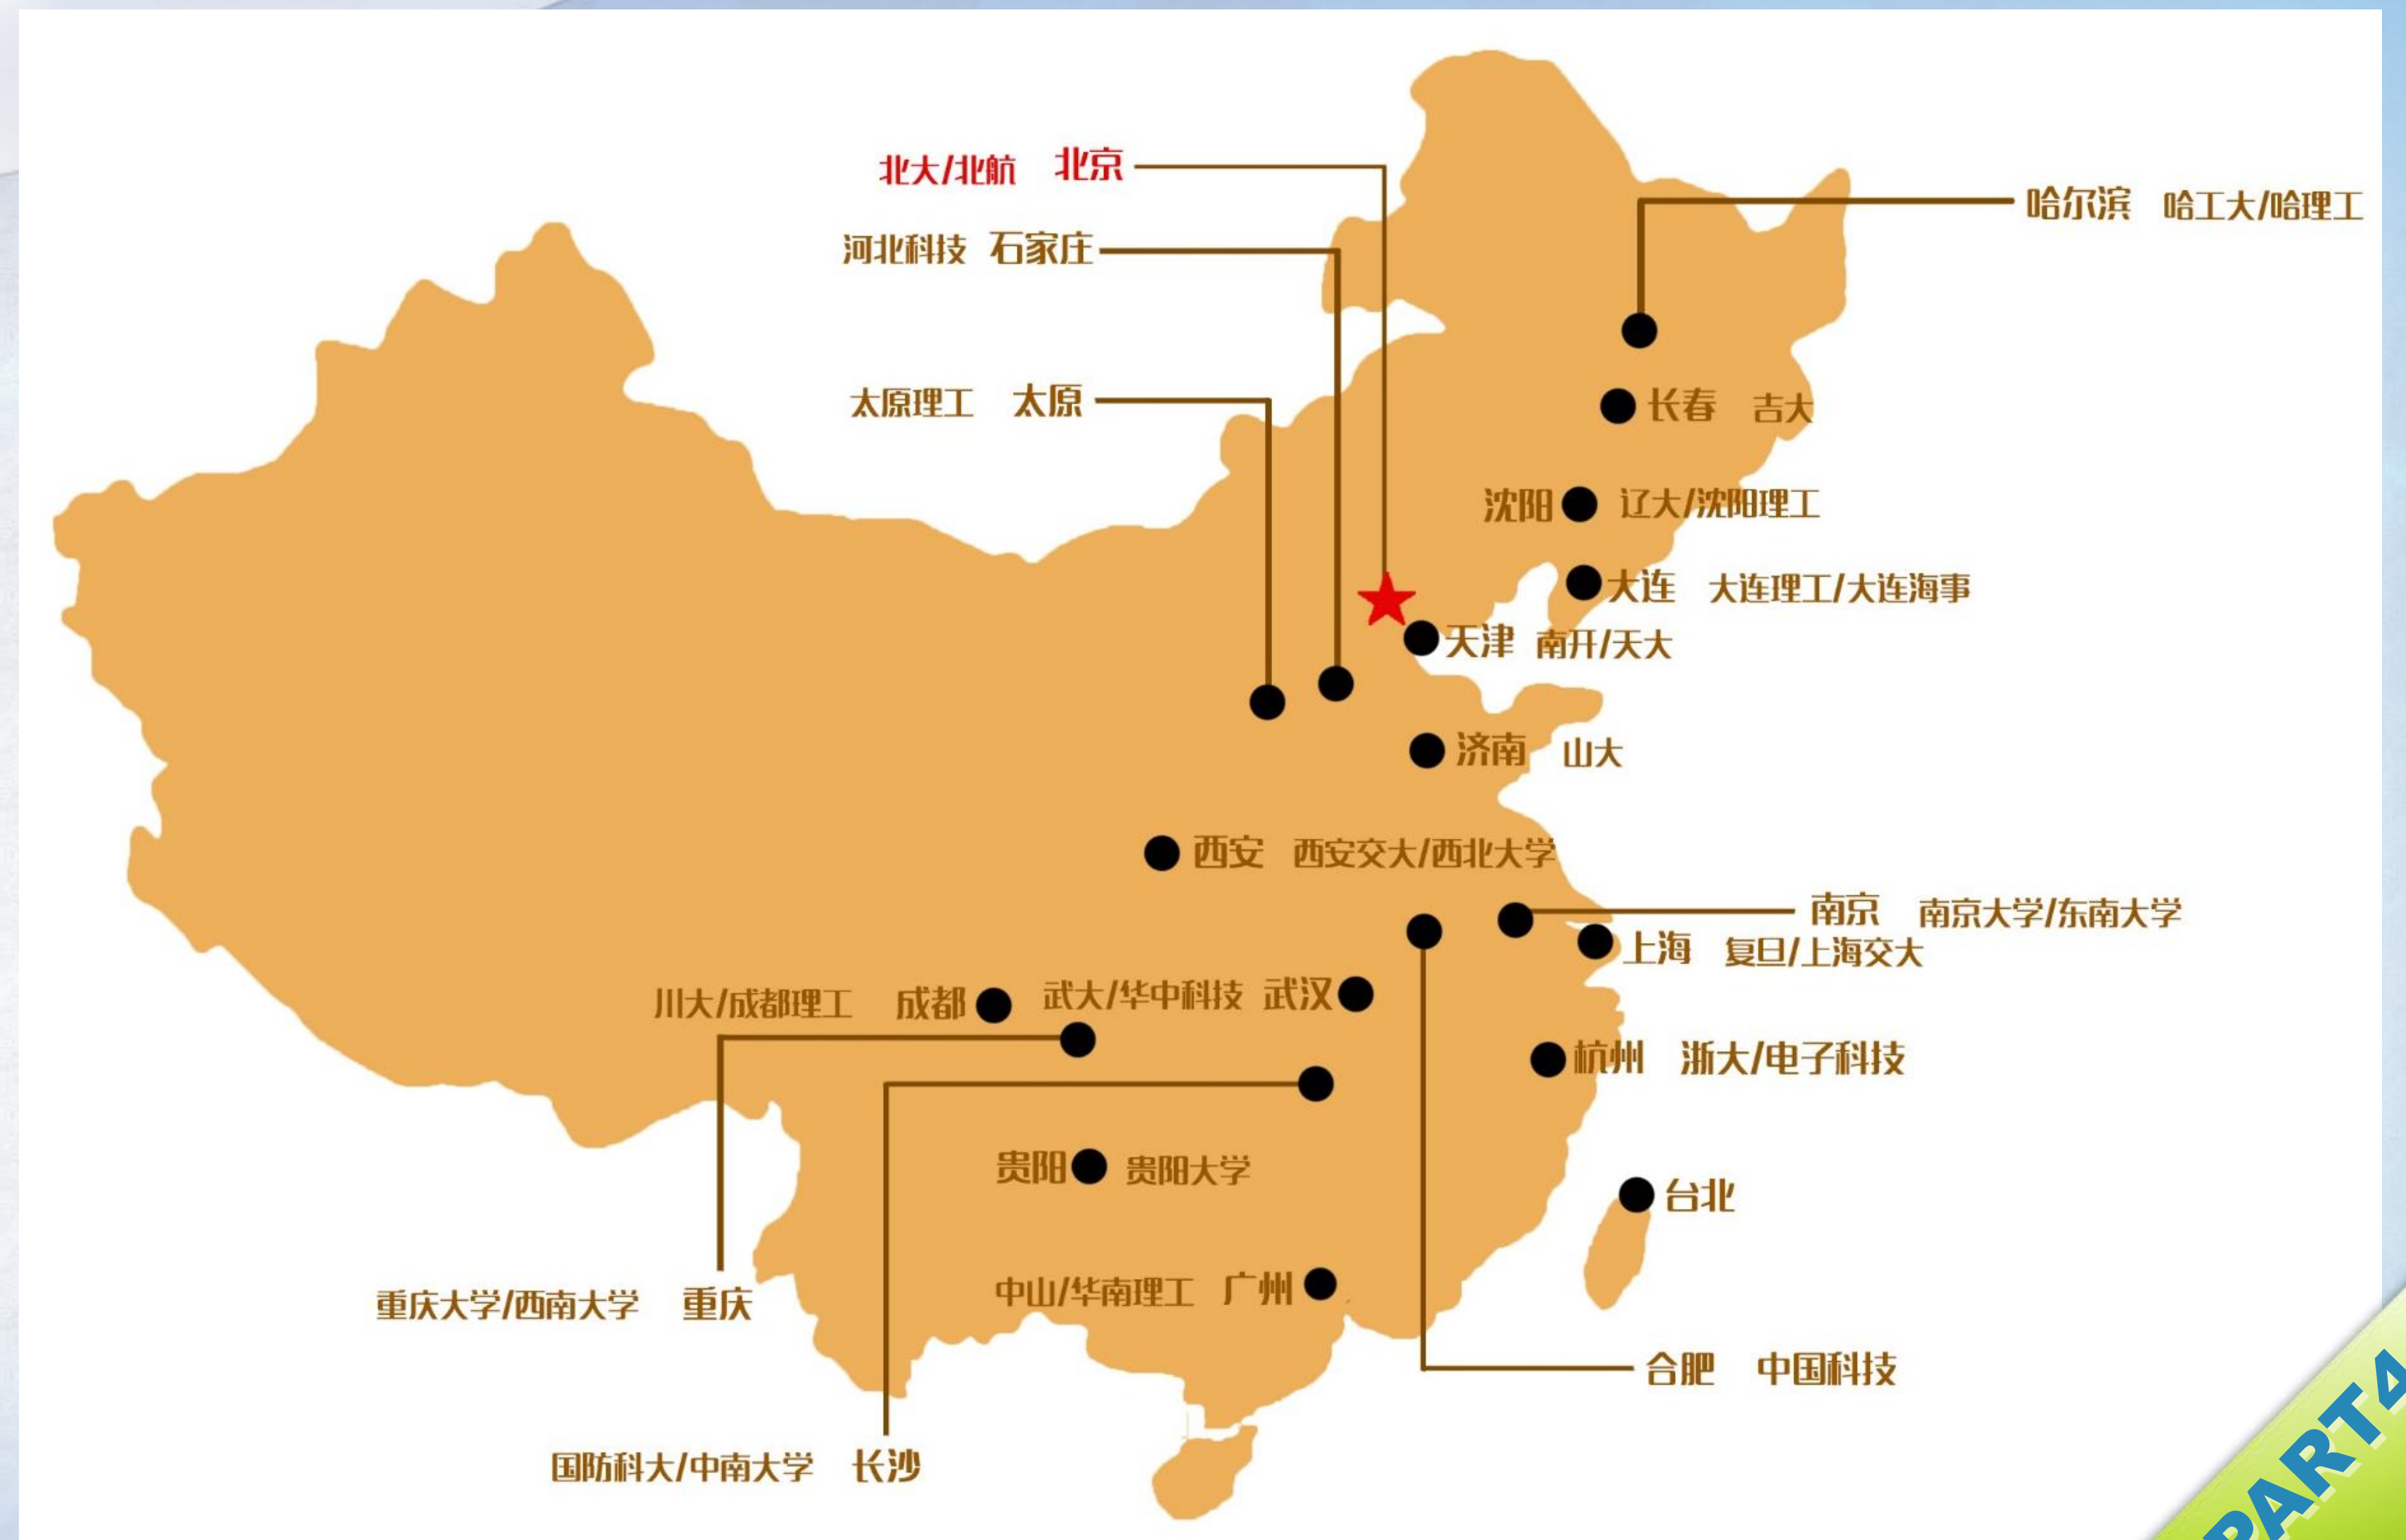 北大/北航 北京
哈尔滨 哈工大/哈理工
河北科技 石家庄
太原理工 太原
长春 吉大
沈阳 辽大/沈阳理工
大连 大连理工/大连海事
天津 南开/天大
济南 山大
西安 西安交大/西北大学
南京 南京大学/东南大学
上海 复旦/上海交大
川大/成都理工 成都
武大/华中科技 武汉
杭州 浙大/电子科技
贵阳 贵阳大学
台北
中山/华南理工 广州
重庆大学/西南大学 重庆
合肥 中国科技
国防科大/中南大学 长沙
PART4